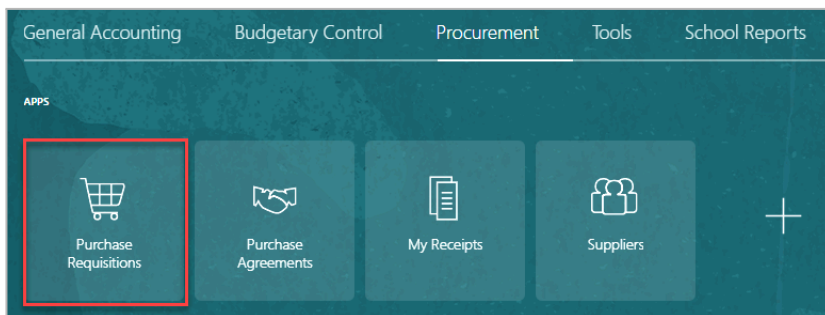 General Accounting Budgetary Control Procurement Tools School Reports
APPS
Purchase Requisitions
Purchase Agreements
My Receipts
Suppliers